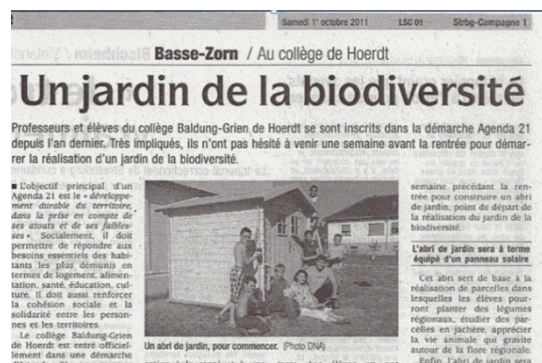 Samedi 1er octobre 2011 LSC 01 Strbg-Campagne 1
Basse-Zorn / Au collège de Hoerdt
Un jardin de la biodiversité
Professeurs et élèves du collège Baldung-Grien de Hoerdt se sont inscrits dans la démarche Agenda 21
depuis l'an dernier. Très impliqués, ils n'ont pas hésité à venir une semaine avant la rentrée pour démar-
rer la réalisation d'un jardin de la biodiversité.
■ L'objectif principal d'un
Agenda 21 est le « développe-
ment durable du territoire,
dans la prise en compte de
ses atouts et de ses faibles-
ses ». Socialement, il doit
permettre de répondre aux
besoins essentiels des habi-
tants les plus démunis en
termes de logement, alimen-
tation, santé, éducation, cul-
ture. Il doit aussi renforcer
la cohésion sociale et la
solidarité entre les person-
nes et les territoires.
Le collège Baldung-Grien
de Hoerdt est entré officiel-
lement dans une démarche
Un abri de jardin, pour commencer. (Photo DNA)
semaine précédant la ren-
trée pour construire un abri
de jardin, point de départ de
la réalisation du jardin de la
biodiversité.
L'abri de jardin sera à terme
équipé d'un panneau solaire
Cet abri sert de base à la
réalisation de parcelles dans
lesquelles les élèves pour-
ront planter des légumes
régionaux, étudier des par-
celles en jachère, apprécier
la vie animale qui gravite
autour de la flore régionale.
Enfin, l'abri de jardin sera